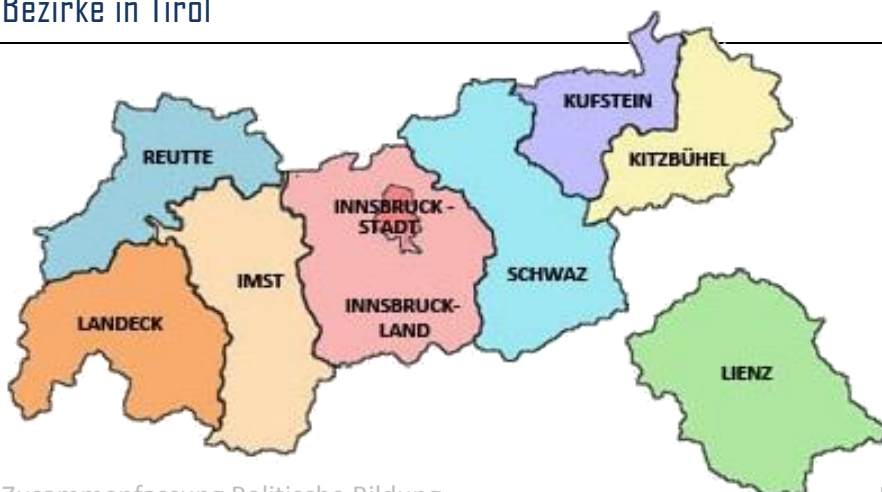 Bezirke in Tirol
KUFSTEIN
REUTTE
KITZBÜHEL
INNSBRUCK -
STADT
IMST
SCHWAZ
INNSBRUCK-
LAND
LANDECK
LIENZ
Zusammenfassung Politische Bildung